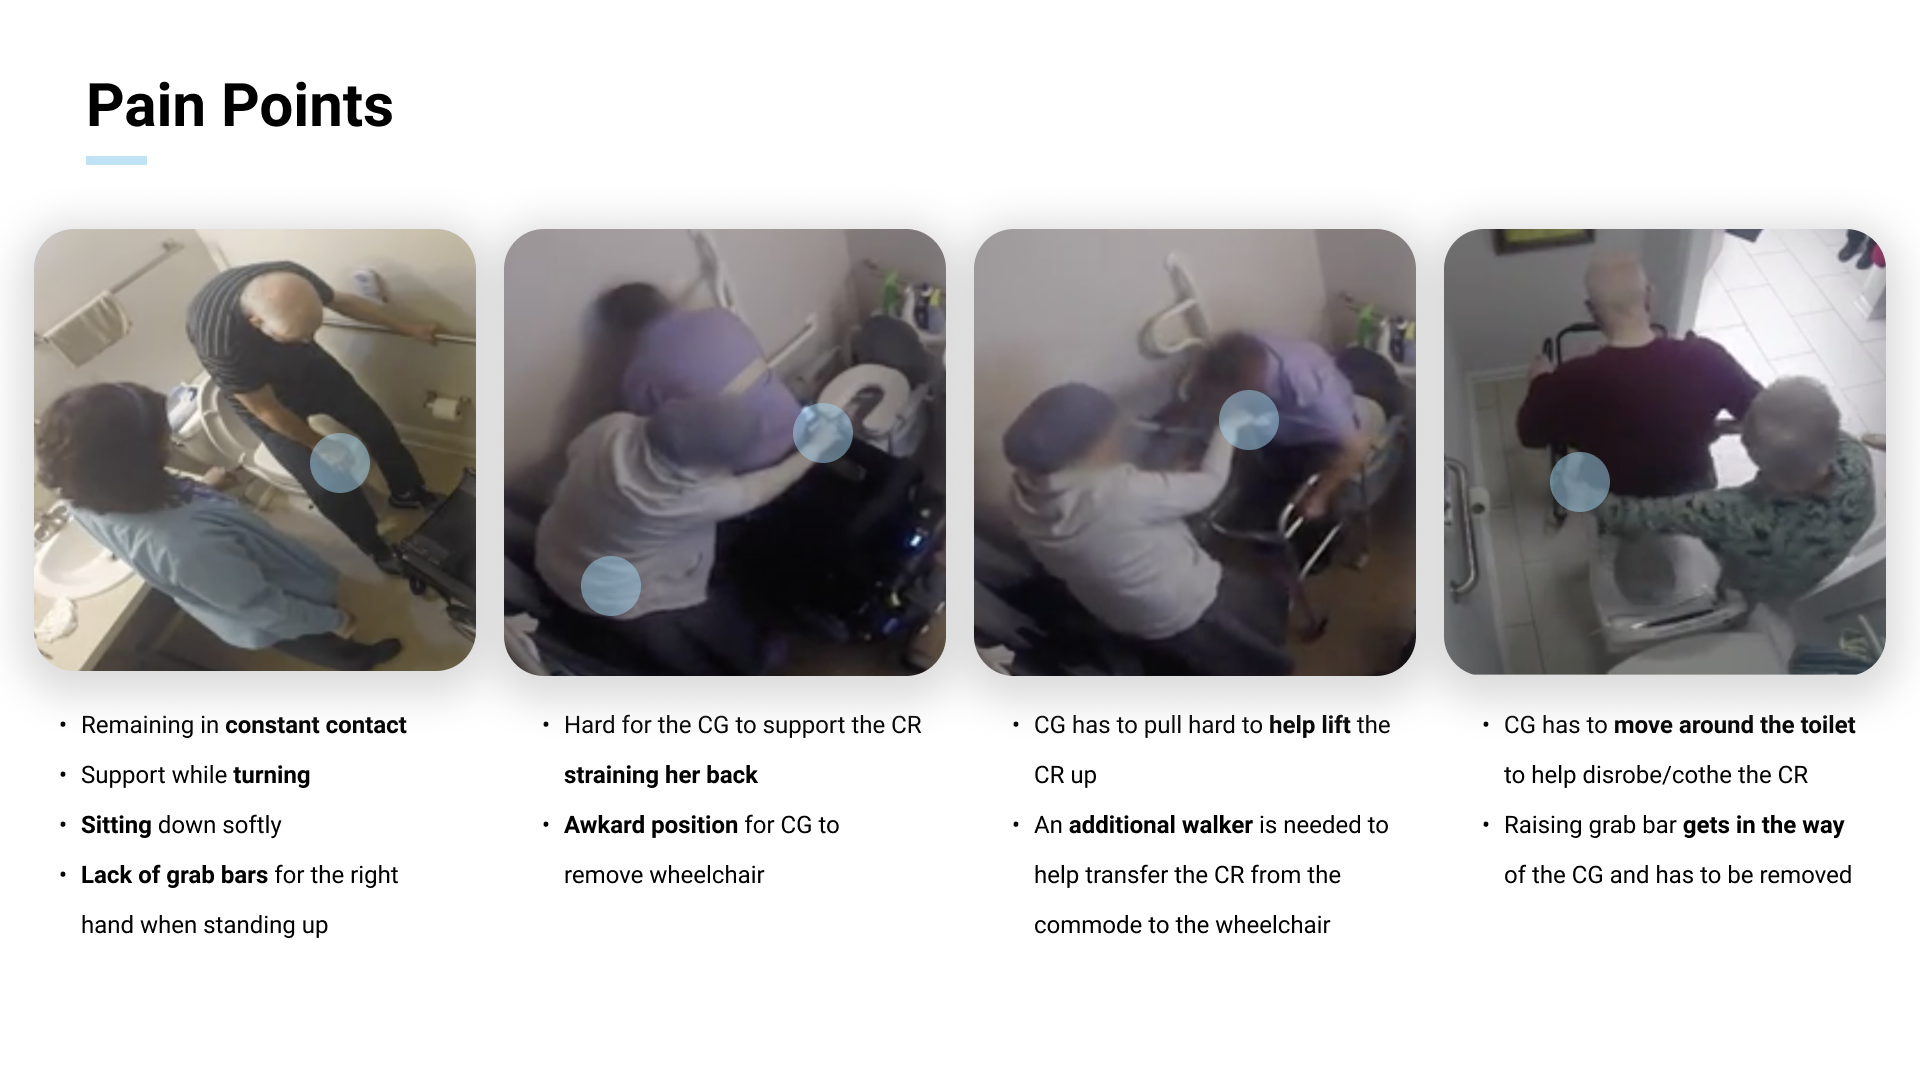 Pain Points
• Remaining in constant contact
• Support while turning
• Sitting down softly
• Lack of grab bars for the right
hand when standing up
• Hard for the CG to support the CR
straining her back
• Awkard position for CG to
remove wheelchair
• CG has to pull hard to help lift the
CR up
• An additional walker is needed to
help transfer the CR from the
commode to the wheelchair
• CG has to move around the toilet
to help disrobe/cothe the CR
• Raising grab bar gets in the way
of the CG and has to be removed